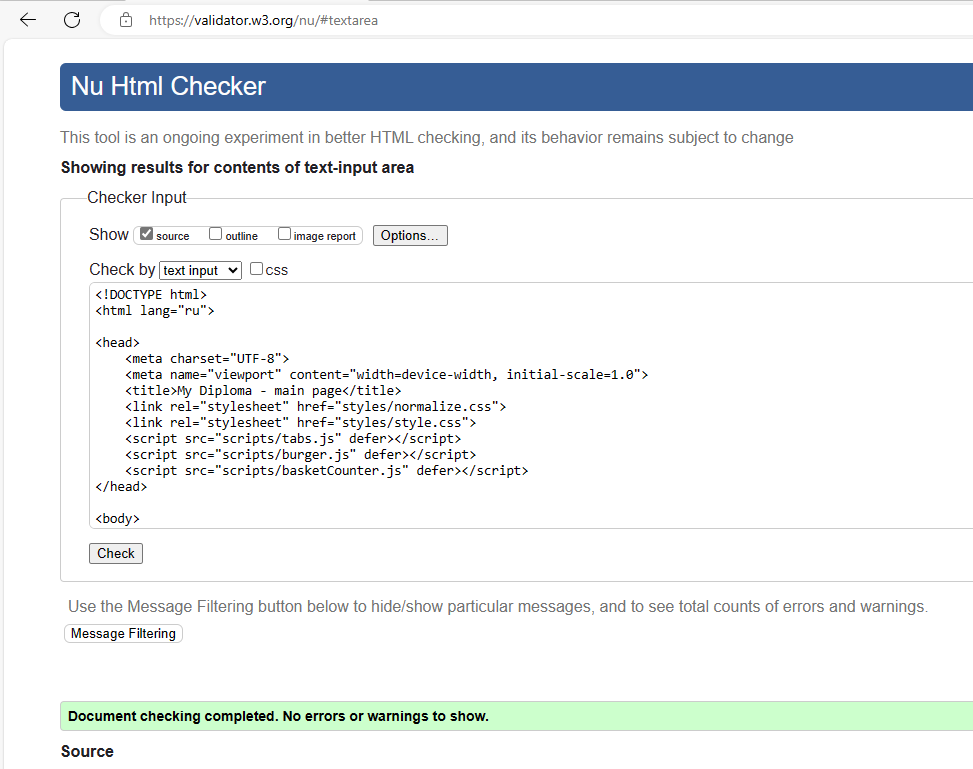 https://validator.w3.org/nu/#textarea
Nu Html Checker
This tool is an ongoing experiment in better HTML checking, and its behavior remains subject to change
Showing results for contents of text-input area
Checker Input
Show source outline image report Options...
Check by text input css
<!DOCTYPE html>
<html lang="ru">
<head>
<meta charset="UTF-8">
<meta name="viewport" content="width=device-width, initial-scale=1.0">
<title>My Diploma - main page</title>
<link rel="stylesheet" href="styles/normalize.css">
<link rel="stylesheet" href="styles/style.css">
<script src="scripts/tabs.js" defer></script>
<script src="scripts/burger.js" defer></script>
<script src="scripts/basketCounter.js" defer></script>
</head>
<body>
Check
Use the Message Filtering button below to hide/show particular messages, and to see total counts of errors and warnings.
Message Filtering
Document checking completed. No errors or warnings to show.
Source